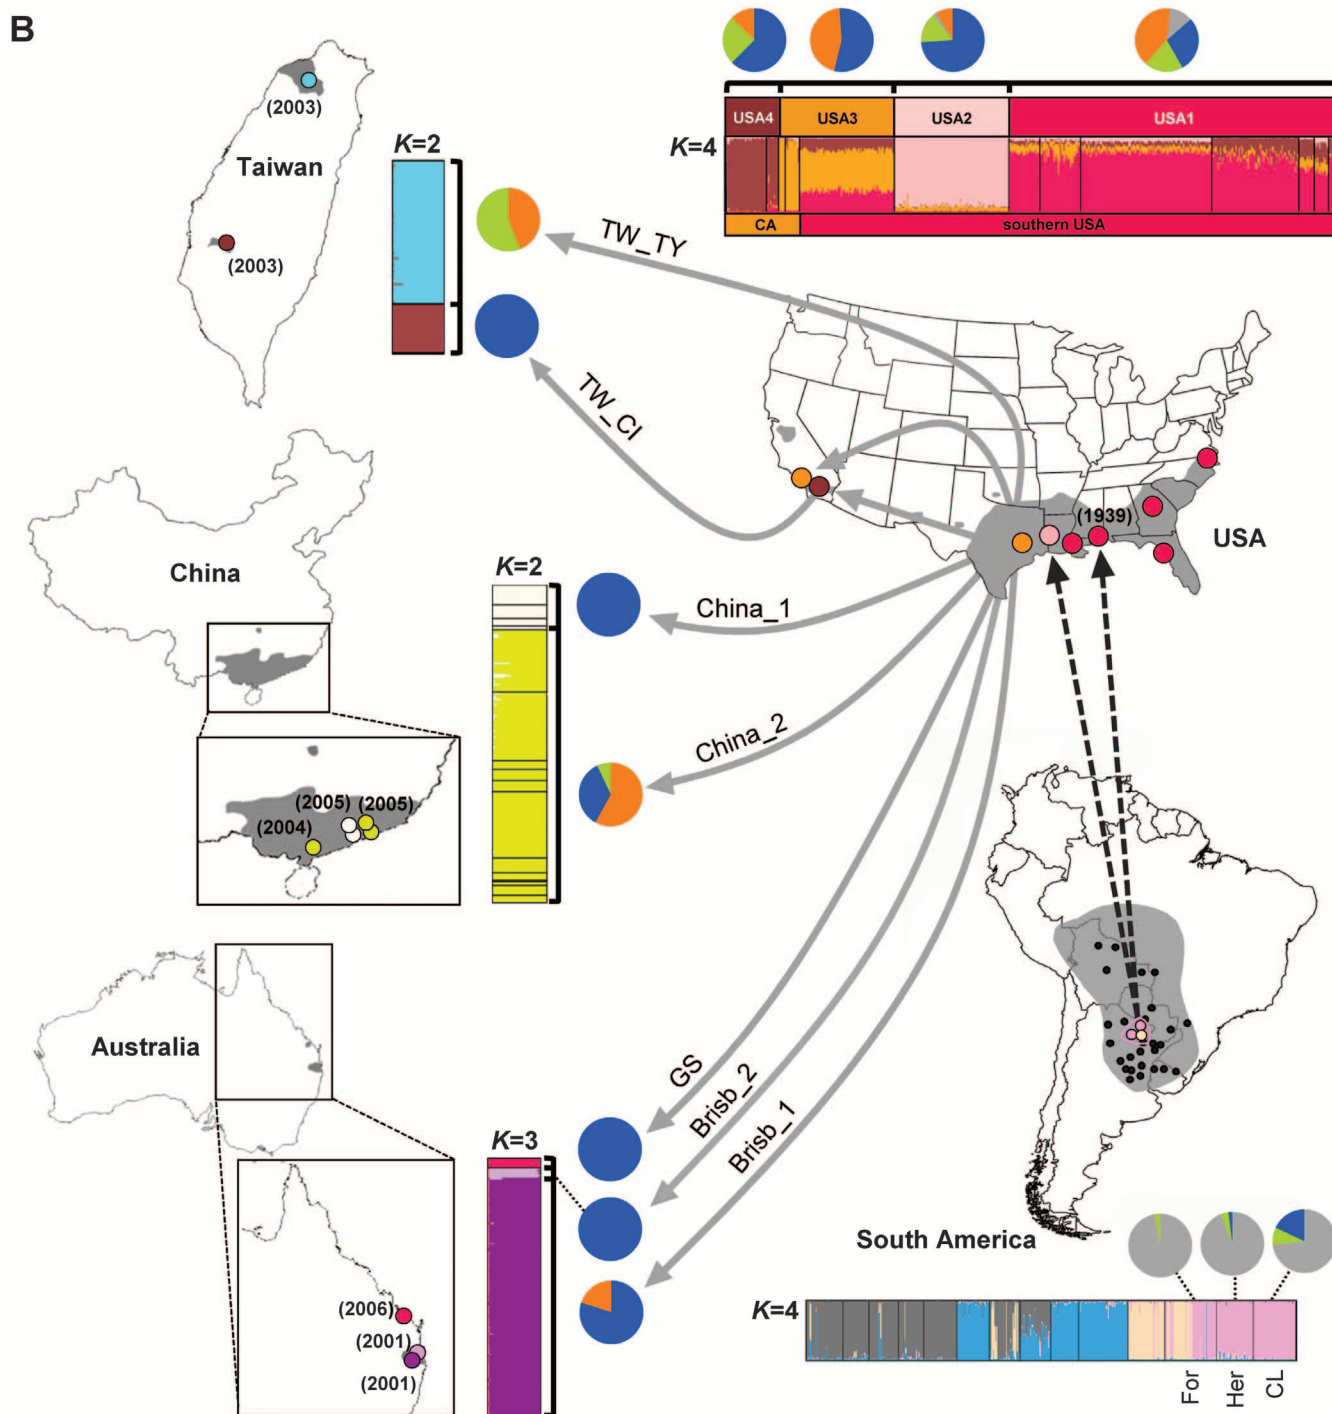 B
(2003)
Taiwan
(2003)
K=2
TW_TY
TW_CI
USA4 USA3 USA2 USA1
K=4
CA southern USA
(1939)
USA
China
K=2
China_1
China_2
(2005) (2005)
(2004)
Australia
K=3
GS
Brisb_2
Brisb_1
(2006)
(2001)
(2001)
South America
K=4
For Her CL